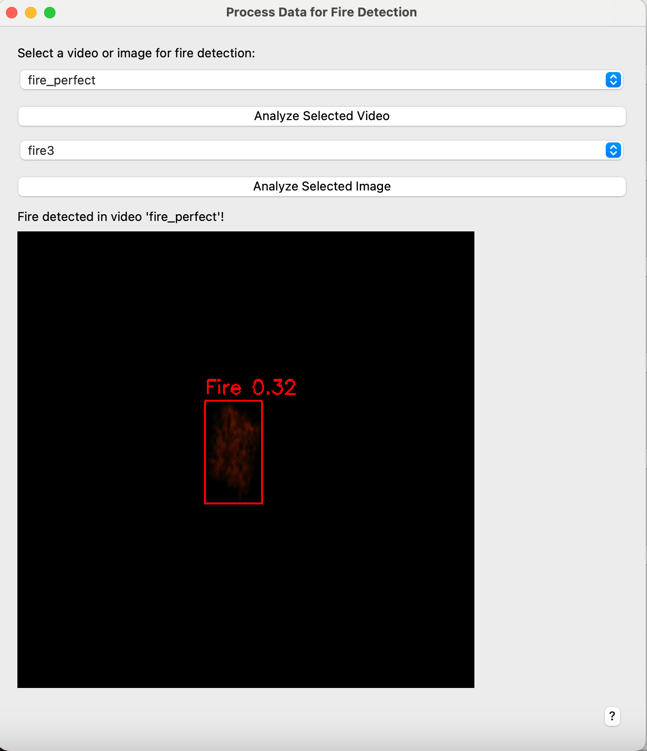 Process Data for Fire Detection
Select a video or image for fire detection:
fire_perfect
Analyze Selected Video
fire3
Analyze Selected Image
Fire detected in video 'fire_perfect'!
Fire 0.32
?